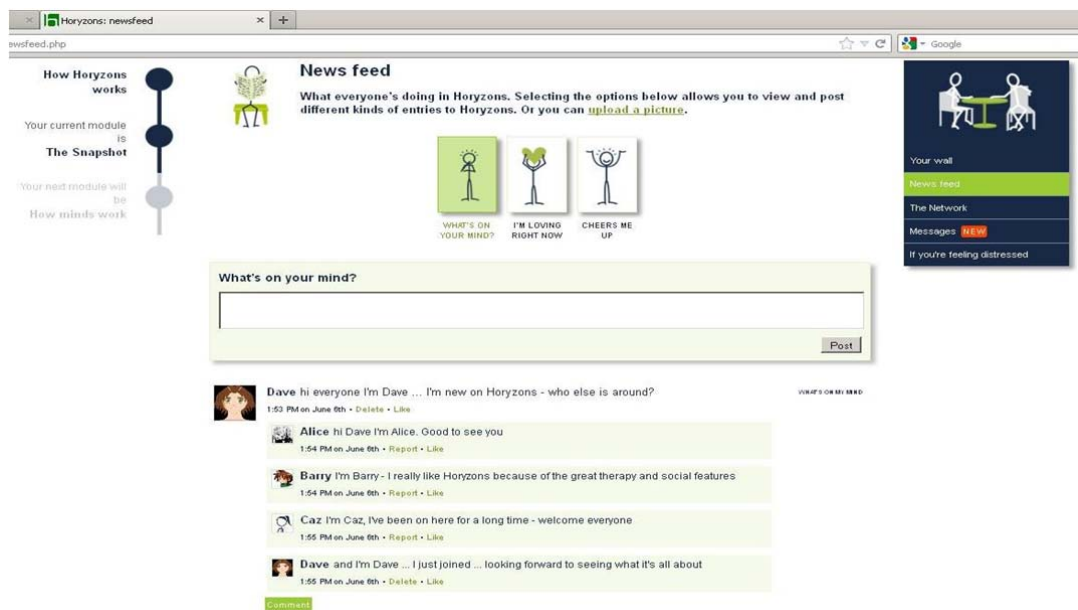 Horyzons: newsfeed
ewsfeed.php
Google
How Horyzons
works
Your current module
is
The Snapshot
Your next module will
be
How minds work
News feed
What everyone's doing in Horyzons. Selecting the options below allows you to view and post
different kinds of entries to Horyzons. Or you can upload a picture.
WHAT'S ON
YOUR MIND?
I'M LOVING
RIGHT NOW
CHEERS ME
UP
Your wall
News feed
The Network
Messages NEW
If you're feeling distressed
What's on your mind?
Post
Dave hi everyone I'm Dave ... I'm new on Horyzons - who else is around?
WHAT'S ON MY MIND
1:53 PM on June 6th • Delete • Like
Alice hi Dave I'm Alice. Good to see you
1:54 PM on June 6th • Report • Like
Barry I'm Barry - I really like Horyzons because of the great therapy and social features
1:54 PM on June 6th • Report • Like
Caz I'm Caz, I've been on here for a long time - welcome everyone
1:55 PM on June 6th • Report • Like
Dave and I'm Dave ... I just joined ... looking forward to seeing what it's all about
1:55 PM on June 6th • Delete • Like
Comment